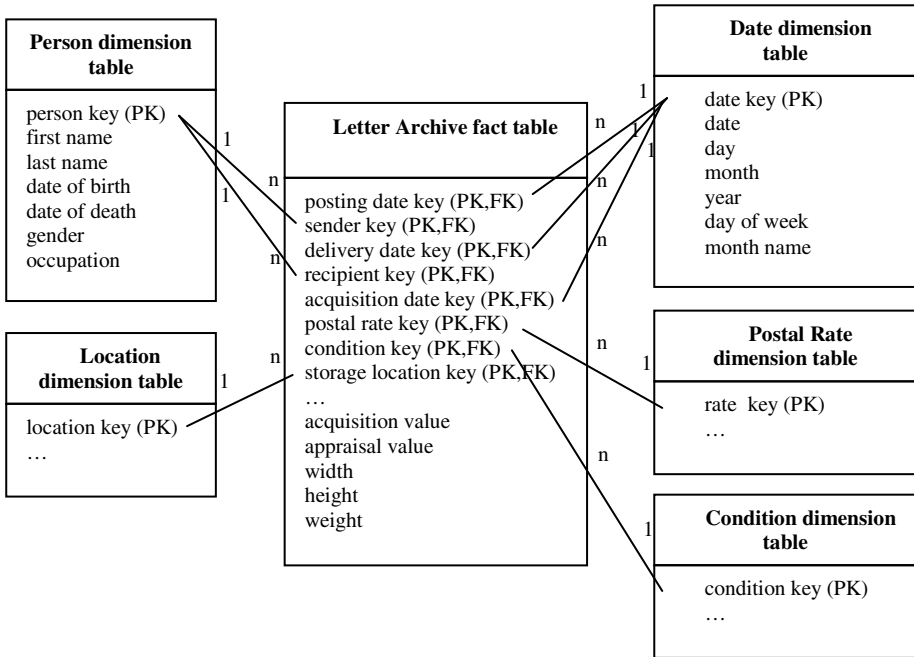 Person dimension
table
person key (PK)
first name
last name
date of birth
date of death
gender
occupation
Location
dimension table
location key (PK)
…
1
1
1
n
n
n
Letter Archive fact table
posting date key (PK,FK)
sender key (PK,FK)
delivery date key (PK,FK)
recipient key (PK,FK)
acquisition date key (PK,FK)
postal rate key (PK,FK)
condition key (PK,FK)
storage location key (PK,FK)
…
acquisition value
appraisal value
width
height
weight
n
n
n
n
n
1
1
1
1
1
Date dimension
table
date key (PK)
date
day
month
year
day of week
month name
Postal Rate
dimension table
rate key (PK)
…
Condition dimension
table
condition key (PK)
…